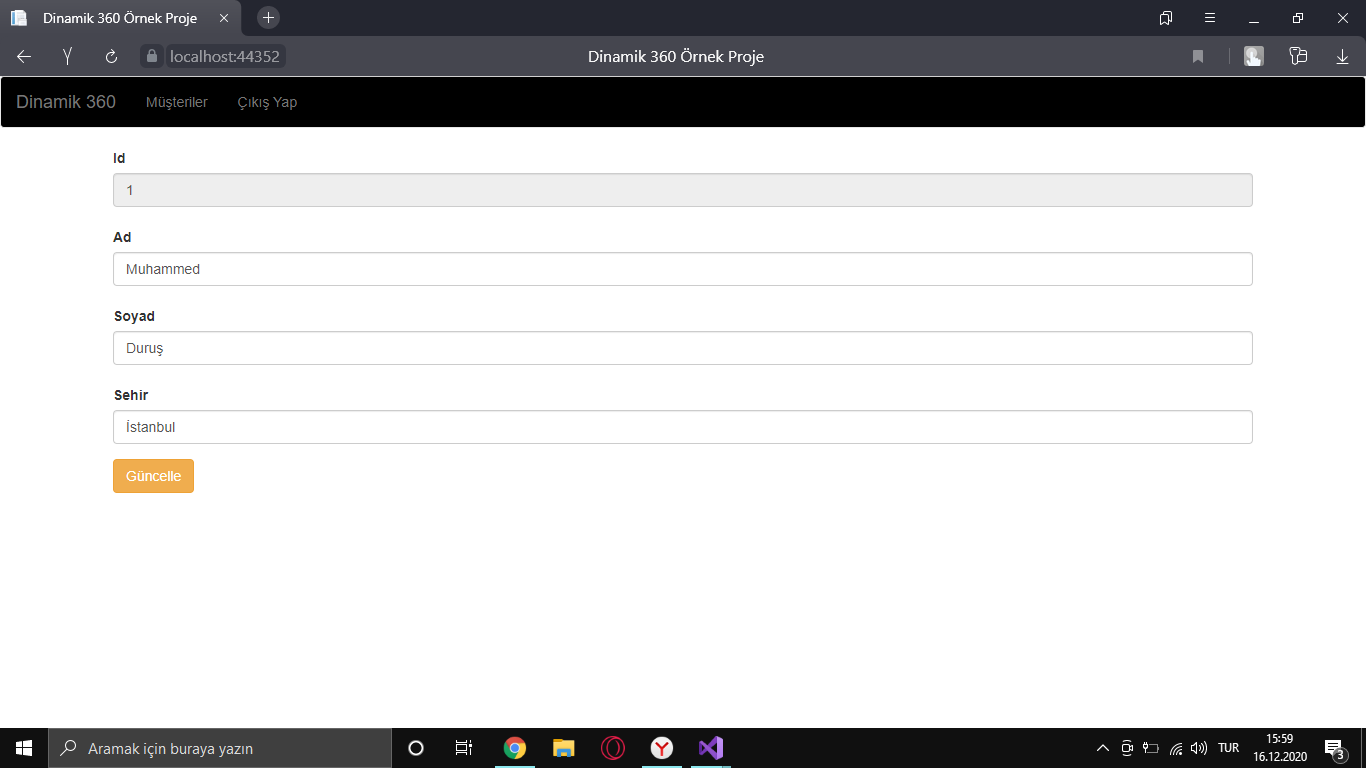 Dinamik 360 Örnek Proje
localhost:44352
Dinamik 360 Örnek Proje
Dinamik 360 Müşteriler Çıkış Yap
Id
1
Ad
Muhammed
Soyad
Duruş
Sehir
İstanbul
Güncelle
Aramak için buraya yazın
TUR
15:59
16.12.2020
3